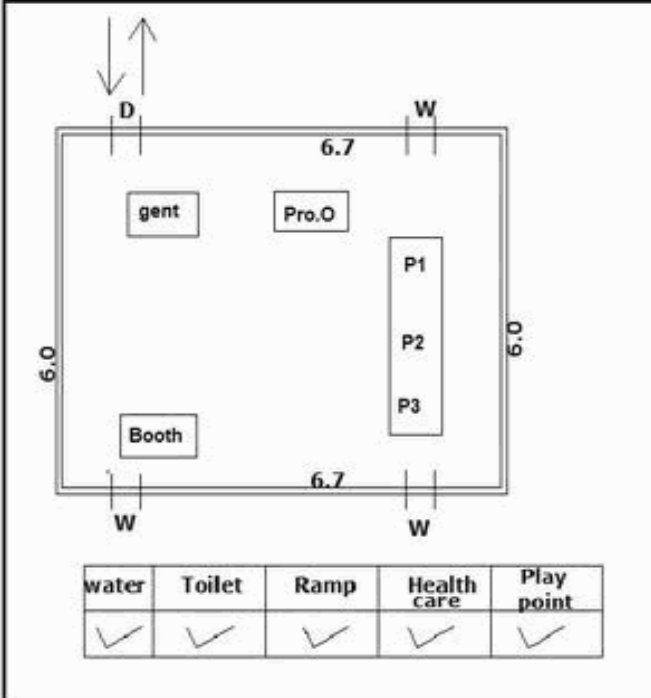 D
W
6.7
gent
Pro.O
P1
6.0
6.0
P2
P3
Booth
6.7
W
W
water Toilet Ramp Health care Play point